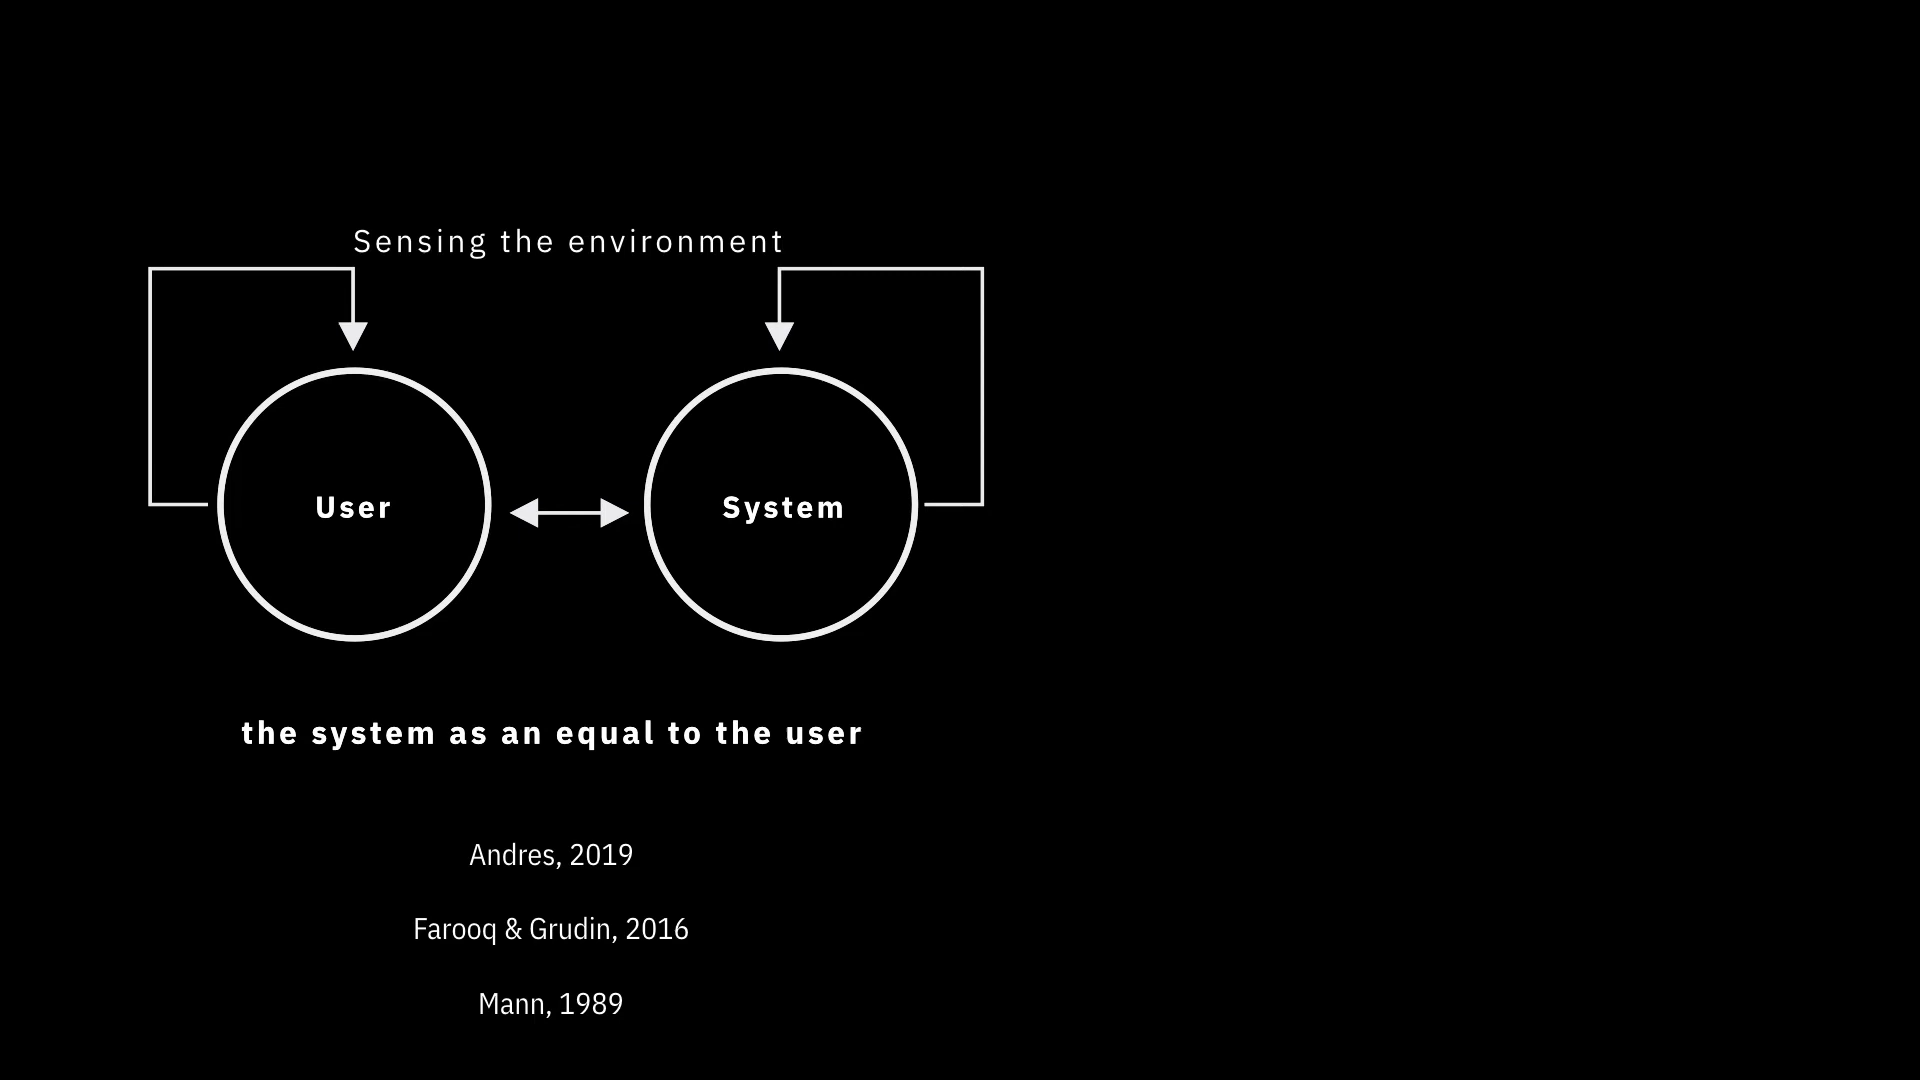 Sensing the environment
User
System
the system as an equal to the user
Andres, 2019
Farooq & Grudin, 2016
Mann, 1989